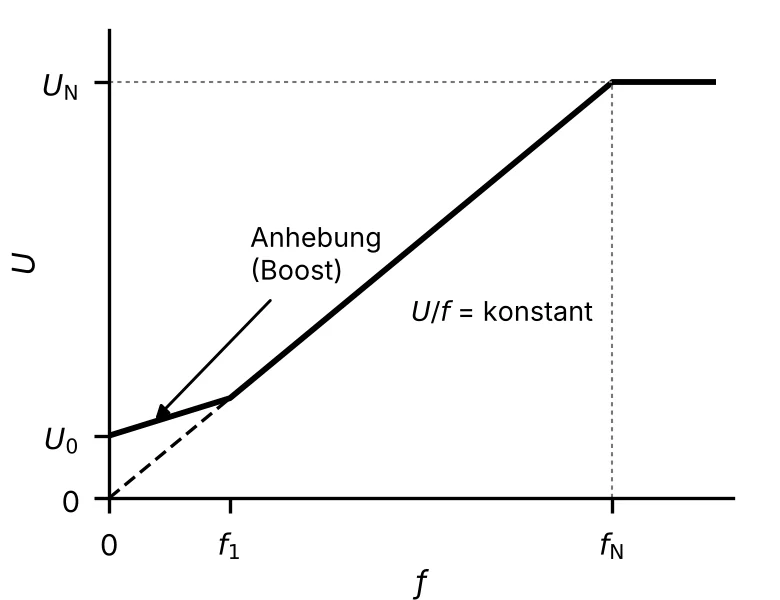 U_N
Anhebung
(Boost)
U
U/f = konstant
U_0
0
0
f_1
f_N
f